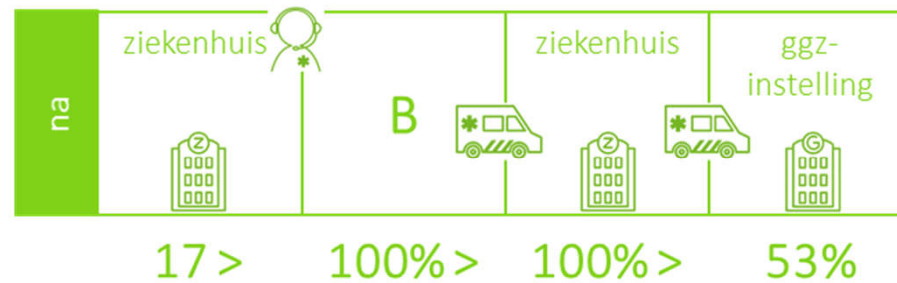 na
ziekenhuis
Z
B
ziekenhuis
Z
ggz-
instelling
G
17 > 100% > 100% > 53%